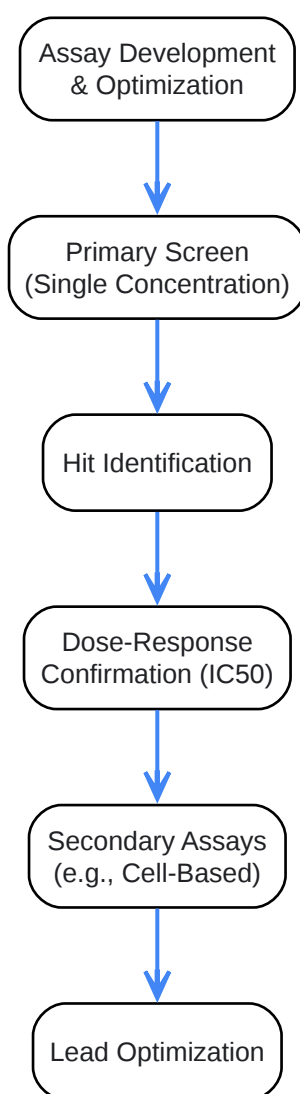 Assay Development
& Optimization
Primary Screen
(Single Concentration)
Hit Identification
Dose-Response
Confirmation (IC50)
Secondary Assays
(e.g., Cell-Based)
Lead Optimization